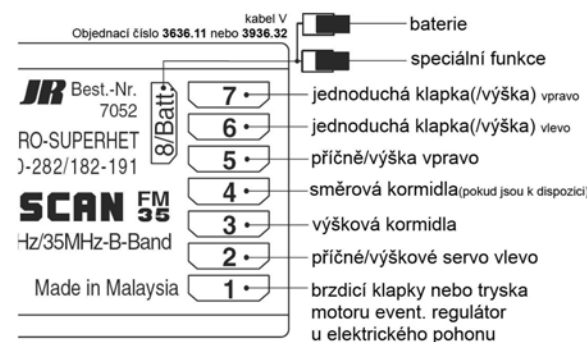 kabel V
Objednací číslo 3636.11 nebo 3936.32
baterie
speciální funkce
JR Best.-Nr.
7052
RO-SUPERHET
)-282/182-191
SCAN FM
35
Hz/35MHz-B-Band
Made in Malaysia
8/Batt
7 jednoduchá klapka(/výška) vpravo
6 jednoduchá klapka(/výška) vlevo
5 příčně/výška vpravo
4 směrová kormidla(pokud jsou k dispozici)
3 výšková kormidla
2 příčné/výškové servo vlevo
1 brzdicí klapky nebo tryska
motoru event. regulátor
u elektrického pohonu